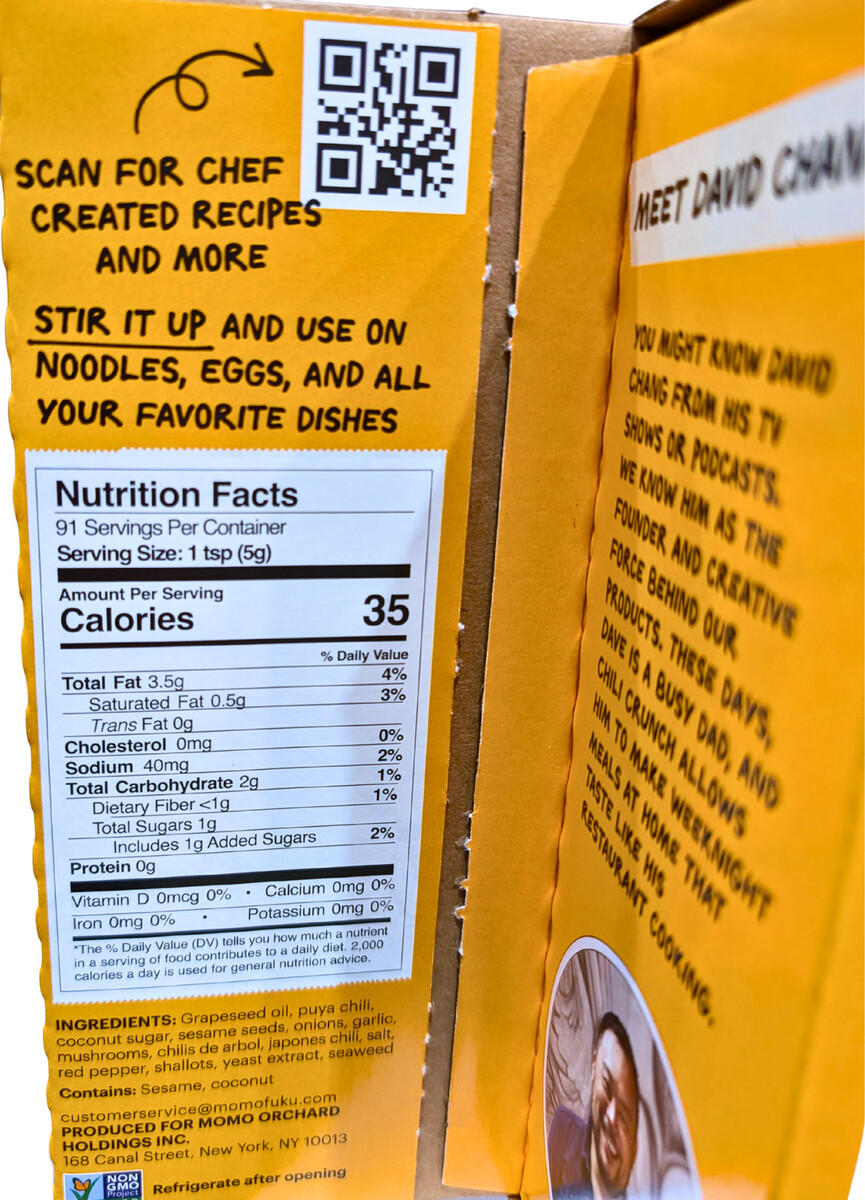 SCAN FOR CHEF
CREATED RECIPES
AND MORE
STIR IT UP AND USE ON
NOODLES, EGGS, AND ALL
YOUR FAVORITE DISHES
Nutrition Facts
91 Servings Per Container
Serving Size: 1 tsp (5g)
Amount Per Serving
Calories 35
% Daily Value
Total Fat 3.5g 4%
Saturated Fat 0.5g 3%
Trans Fat 0g
Cholesterol 0mg 0%
Sodium 40mg 2%
Total Carbohydrate 2g 1%
Dietary Fiber <1g 1%
Total Sugars 1g
Includes 1g Added Sugars 2%
Protein 0g
Vitamin D 0mcg 0% • Calcium 0mg 0%
Iron 0mg 0% • Potassium 0mg 0%
*The % Daily Value (DV) tells you how much a nutrient
in a serving of food contributes to a daily diet. 2,000
calories a day is used for general nutrition advice.
INGREDIENTS: Grapeseed oil, puya chili,
coconut sugar, sesame seeds, onions, garlic,
mushrooms, chilis de arbol, japones chili, salt,
red pepper, shallots, yeast extract, seaweed
Contains: Sesame, coconut
customerservice@momofuku.com
PRODUCED FOR MOMO ORCHARD
HOLDINGS INC.
168 Canal Street, New York, NY 10013
NON
GMO
Project
Refrigerate after opening
MEET DAVID CHAN
YOU MIGHT KNOW DAVID
CHANG FROM HIS TV
SHOWS OR PODCASTS.
WE KNOW HIM AS THE
FOUNDER AND CREATIVE
FORCE BEHIND OUR
PRODUCTS. THESE DAYS,
DAVE IS A BUSY DAD, AND
CHILI CRUNCH ALLOWS
HIM TO MAKE WEEKNIGHT
MEALS AT HOME THAT
TASTE LIKE HIS
RESTAURANT COOKING.